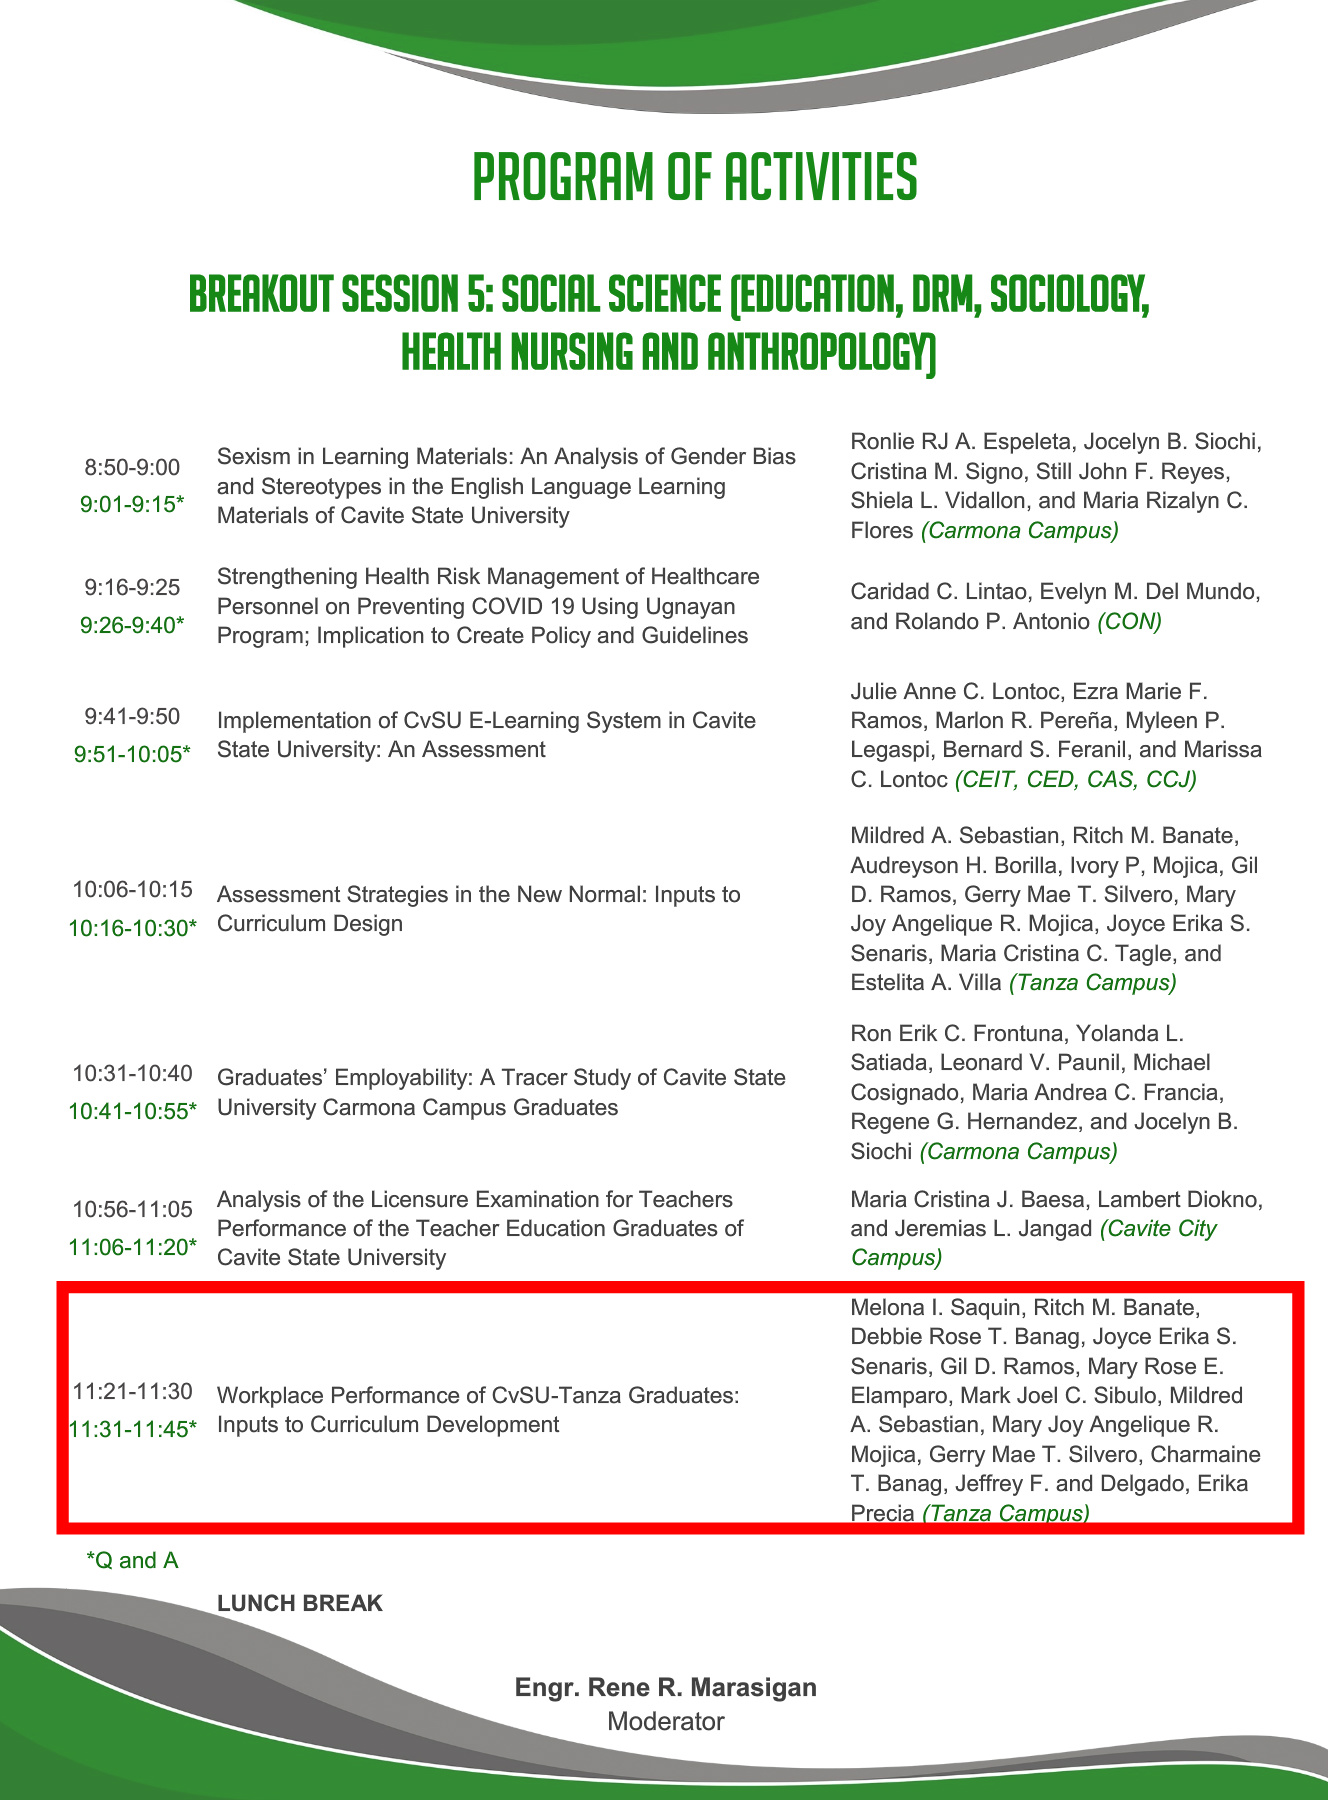 PROGRAM OF ACTIVITIES
BREAKOUT SESSION 5: SOCIAL SCIENCE (EDUCATION, DRM, SOCIOLOGY,
HEALTH NURSING AND ANTHROPOLOGY)
8:50-9:00
9:01-9:15*
Sexism in Learning Materials: An Analysis of Gender Bias
and Stereotypes in the English Language Learning
Materials of Cavite State University
Ronlie RJ A. Espeleta, Jocelyn B. Siochi,
Cristina M. Signo, Still John F. Reyes,
Shiela L. Vidallon, and Maria Rizalyn C.
Flores (Carmona Campus)
9:16-9:25
9:26-9:40*
Strengthening Health Risk Management of Healthcare
Personnel on Preventing COVID 19 Using Ugnayan
Program; Implication to Create Policy and Guidelines
Caridad C. Lintao, Evelyn M. Del Mundo,
and Rolando P. Antonio (CON)
9:41-9:50
9:51-10:05*
Implementation of CvSU E-Learning System in Cavite
State University: An Assessment
Julie Anne C. Lontoc, Ezra Marie F.
Ramos, Marlon R. Pereña, Myleen P.
Legaspi, Bernard S. Feranil, and Marissa
C. Lontoc (CEIT, CED, CAS, CCJ)
10:06-10:15
10:16-10:30*
Assessment Strategies in the New Normal: Inputs to
Curriculum Design
Mildred A. Sebastian, Ritch M. Banate,
Audreyson H. Borilla, Ivory P, Mojica, Gil
D. Ramos, Gerry Mae T. Silvero, Mary
Joy Angelique R. Mojica, Joyce Erika S.
Senaris, Maria Cristina C. Tagle, and
Estelita A. Villa (Tanza Campus)
10:31-10:40
10:41-10:55*
Graduates’ Employability: A Tracer Study of Cavite State
University Carmona Campus Graduates
Ron Erik C. Frontuna, Yolanda L.
Satiada, Leonard V. Paunil, Michael
Cosignado, Maria Andrea C. Francia,
Regene G. Hernandez, and Jocelyn B.
Siochi (Carmona Campus)
10:56-11:05
11:06-11:20*
Analysis of the Licensure Examination for Teachers
Performance of the Teacher Education Graduates of
Cavite State University
Maria Cristina J. Baesa, Lambert Diokno,
and Jeremias L. Jangad (Cavite City
Campus)
11:21-11:30
11:31-11:45*
Workplace Performance of CvSU-Tanza Graduates:
Inputs to Curriculum Development
Melona I. Saquin, Ritch M. Banate,
Debbie Rose T. Banag, Joyce Erika S.
Senaris, Gil D. Ramos, Mary Rose E.
Elamparo, Mark Joel C. Sibulo, Mildred
A. Sebastian, Mary Joy Angelique R.
Mojica, Gerry Mae T. Silvero, Charmaine
T. Banag, Jeffrey F. and Delgado, Erika
Precia (Tanza Campus)
*Q and A
LUNCH BREAK
Engr. Rene R. Marasigan
Moderator